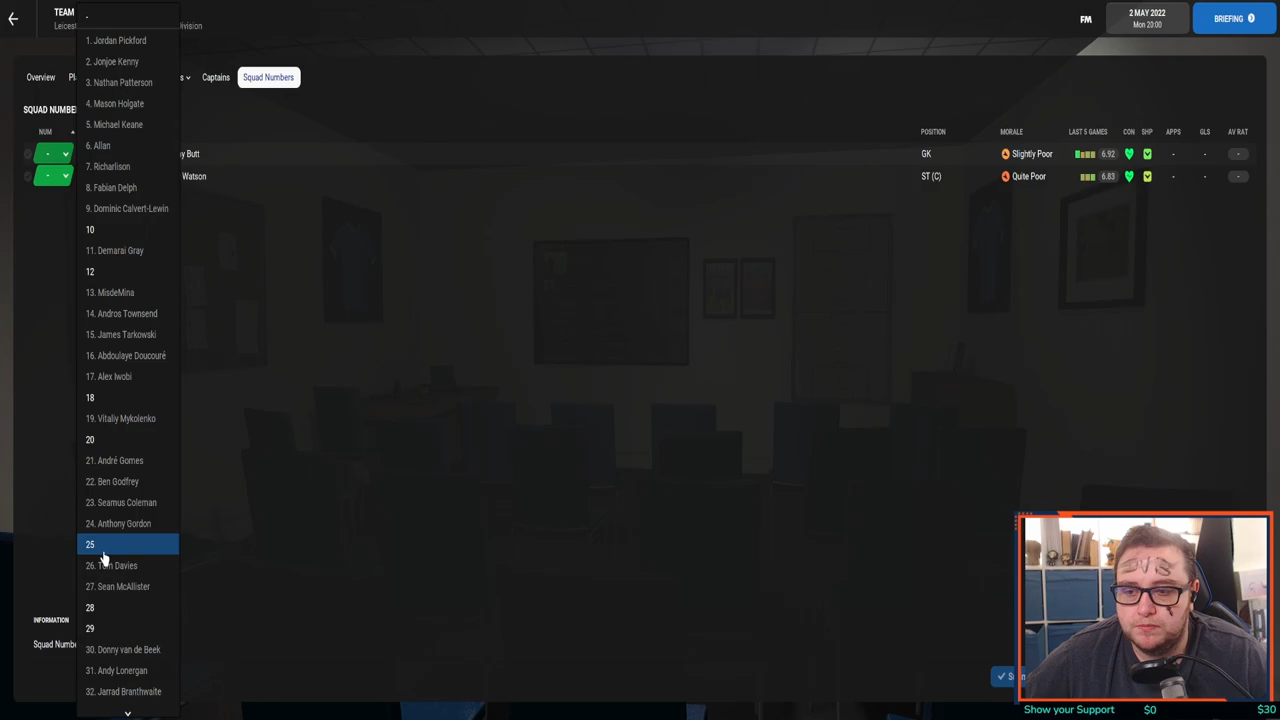 TEAM
Leices
ivision
FM
2 MAY 2022
Mon 20:00
BRIEFING
Overview
Pl
s
Captains
Squad Numbers
SQUAD NUMBE
NUM
POSITION
MORALE
LAST 5 GAMES
CON
SHP
APPS
GLS
AV RAT
-
y Butt
GK
Slightly Poor
6.92
-
-
-
-
Watson
ST (C)
Quite Poor
6.83
-
-
-
-
1. Jordan Pickford
2. Jonjoe Kenny
3. Nathan Patterson
4. Mason Holgate
5. Michael Keane
6. Allan
7. Richarlison
8. Fabian Delph
9. Dominic Calvert-Lewin
10
11. Demarai Gray
12
13. MisdeMina
14. Andros Townsend
15. James Tarkowski
16. Abdoulaye Doucouré
17. Alex Iwobi
18
19. Vitaliy Mykolenko
20
21. André Gomes
22. Ben Godfrey
23. Seamus Coleman
24. Anthony Gordon
25
26. Tom Davies
27. Sean McAllister
28
29
30. Donny van de Beek
31. Andy Lonergan
32. Jarrad Branthwaite
INFORMATION
Squad Numbe
Show your Support
$0
$30